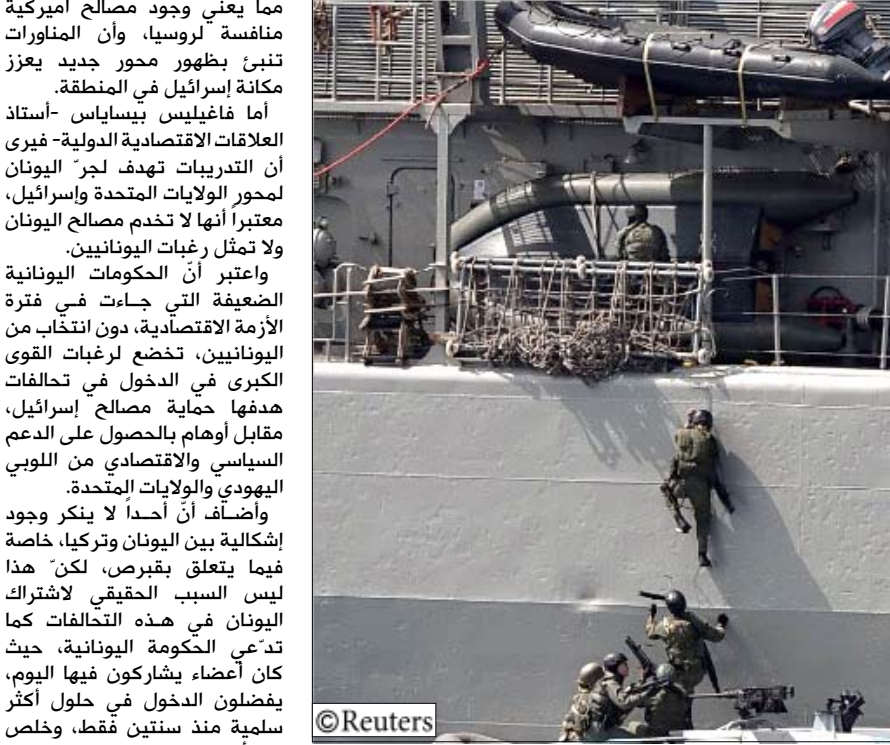 مما يعني وجود مصالح أميركية
منافسة لروسيا، وأن المناورات
تنبئ بظهور محور جديد يعزز
مكانة إسرائيل في المنطقة.
أما فاغيليس بيساياس -أستاذ
العلاقات الاقتصادية الدولية- فيرى
أن التدريبات تهدف لجرّ اليونان
لمحور الولايات المتحدة وإسرائيل،
معتبراً أنها لا تخدم مصالح اليونان
ولا تمثل رغبات اليونانيين.
واعتبر أنّ الحكومات اليونانية
الضعيفة التي جـاءت فـي فترة
الأزمة الاقتصادية، دون انتخاب من
اليونانيين، تخضع لرغبات القوى
الكبرى في الدخول في تحالفات
هدفها حماية مصالح إسرائيل،
مقابل أوهام بالحصول على الدعم
السياسي والاقتصادي من اللوبي
اليهودي والولايات المتحدة.
وأضـاف أنّ أحـداً لا ينكر وجود
إشكالية بين اليونان وتركيا، خاصة
فيما يتعلق بقبرص، لكنّ هذا
ليس السبب الحقيقي لاشتراك
اليونان في هـذه التحالفات كما
تدّعي الحكومة اليونانية، حيث
كان أعضاء يشاركون فيها اليوم،
يفضلون الدخول في حلول أكثر
سلمية منذ سنتين فقط، وخلص
©Reuters